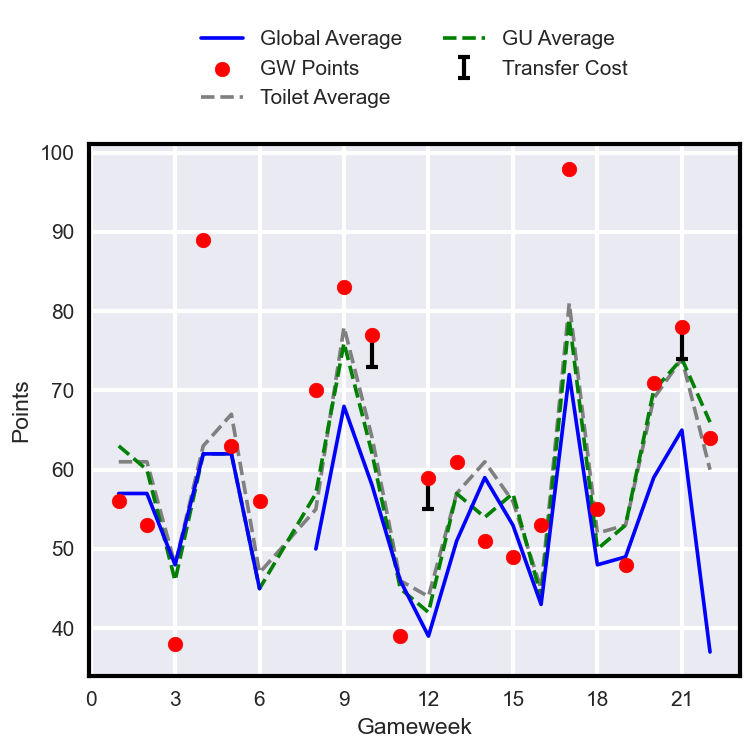 Global Average
GW Points
Toilet Average
GU Average
Transfer Cost
100
90
80
70
60
50
40
Points
0 3 6 9 12 15 18 21
Gameweek